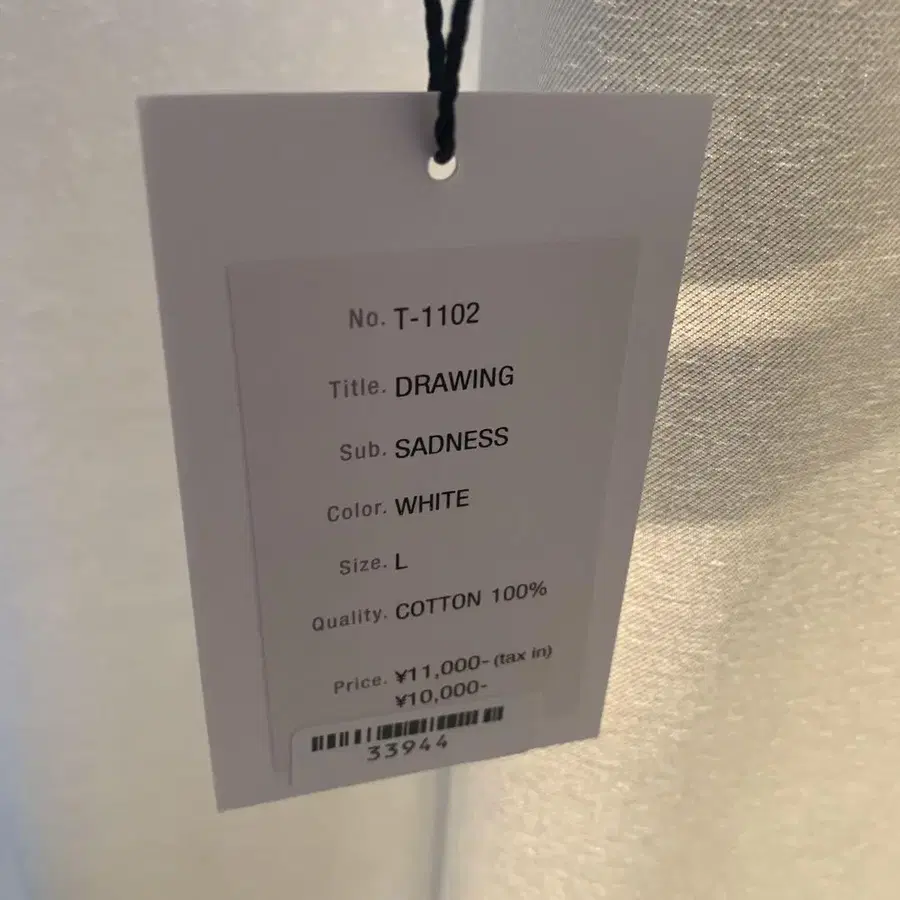 No. T-1102
Title. DRAWING
Sub. SADNESS
Color. WHITE
Size. L
Quality. COTTON 100%
Price. ¥11,000- (tax in)
¥10,000-
33944